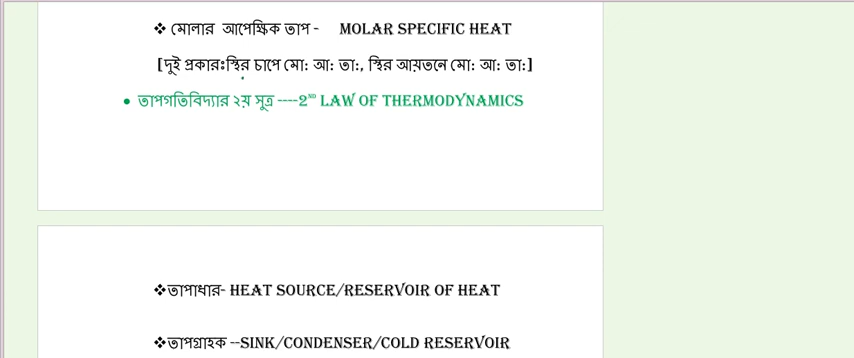 ❖ মোলার আপেক্ষিক তাপ - MOLAR SPECIFIC HEAT
[দুই প্রকারঃস্থির চাপে মো: আ: তা:, স্থির আয়তনে মো: আ: তা:]
• তাপগতিবিদ্যার ২য় সুত্র ----2ND LAW OF THERMODYNAMICS
❖তাপাধার- HEAT SOURCE/RESERVOIR OF HEAT
❖তাপগ্রাহক --SINK/CONDENSER/COLD RESERVOIR